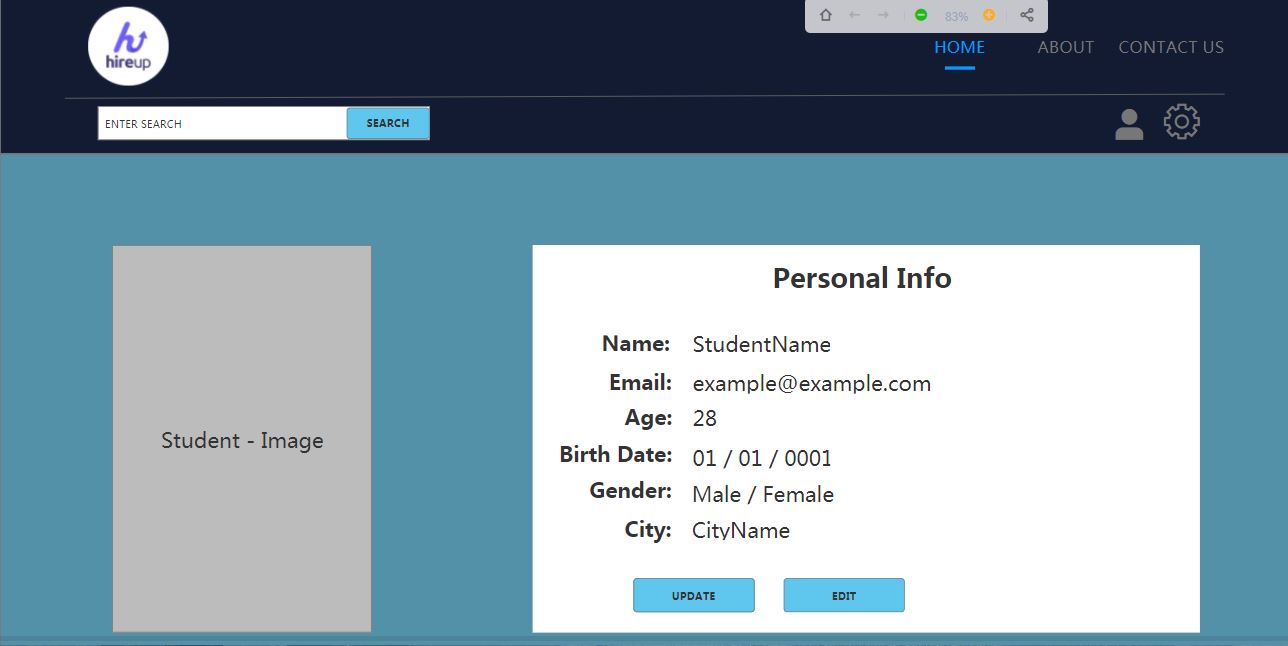 83%
hireup
HOME ABOUT CONTACT US
ENTER SEARCH SEARCH
Student - Image
Personal Info
Name: StudentName
Email: example@example.com
Age: 28
Birth Date: 01 / 01 / 0001
Gender: Male / Female
City: CityName
UPDATE EDIT